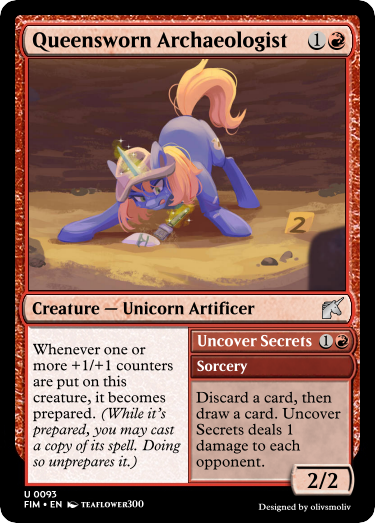 Queensworn Archaeologist 1
2
Creature — Unicorn Artificer
Whenever one or
more +1/+1 counters
are put on this
creature, it becomes
prepared. (While it's
prepared, you may cast
a copy of its spell. Doing
so unprepares it.)
Uncover Secrets 1
Sorcery
Discard a card, then
draw a card. Uncover
Secrets deals 1
damage to each
opponent.
2/2
U 0093
FIM • EN TEAFLOWER300
Designed by olivsmoliv